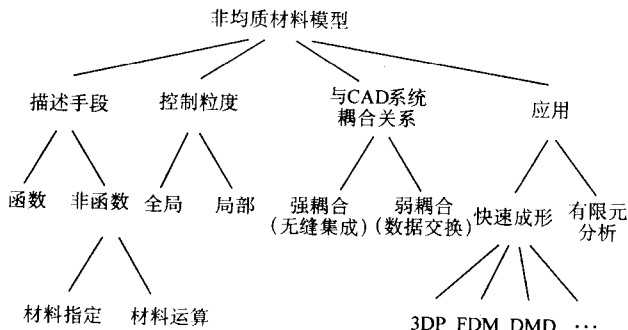 非均质材料模型
描述手段 控制粒度 与CAD系统 应用
耦合关系
函数 非函数 全局 局部 强耦合 弱耦合 快速成形 有限元
(无缝集成) (数据交换) 分析
材料指定 材料运算 3DP FDM DMD ···